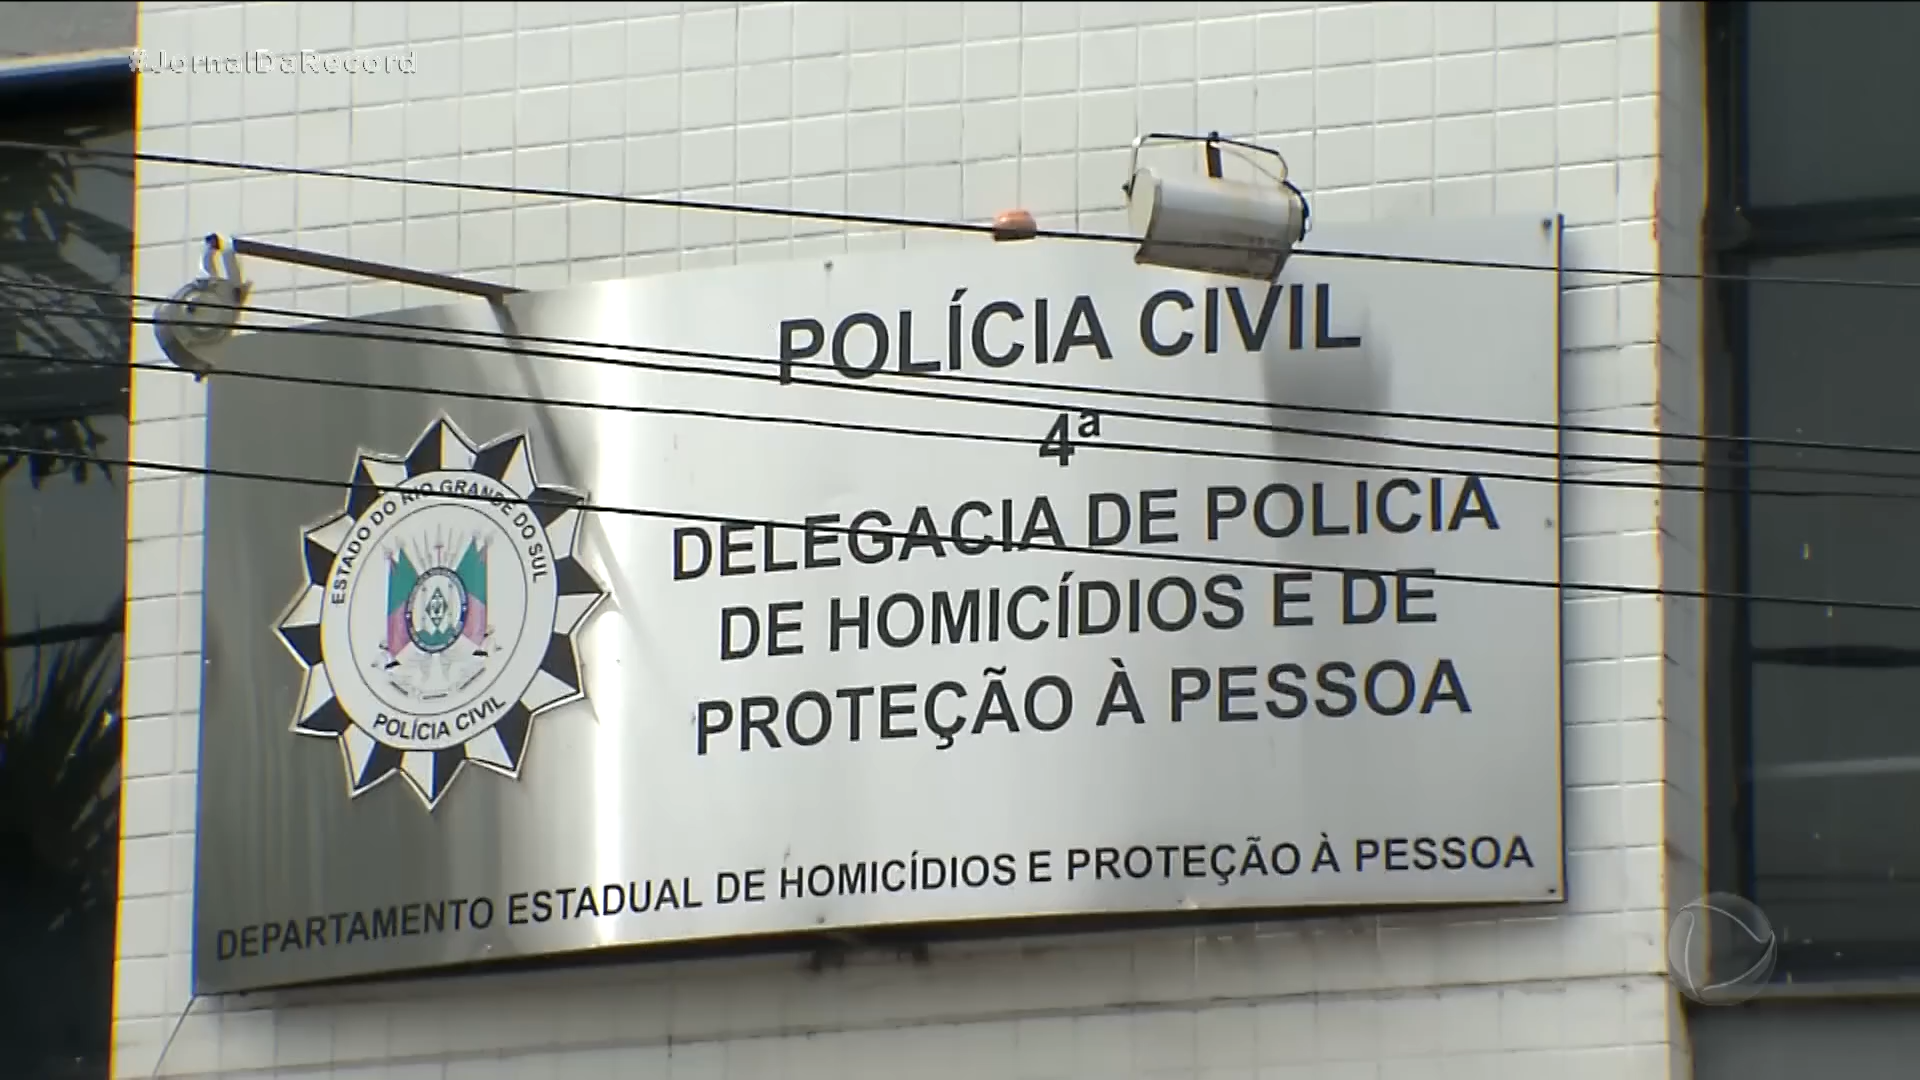 #JornalDaRecord
POLÍCIA CIVIL
4ª
DELEGACIA DE POLICIA
DE HOMICÍDIOS E DE
PROTEÇÃO À PESSOA
ESTADO DO RIO GRANDE DO SUL
POLÍCIA CIVIL
DEPARTAMENTO ESTADUAL DE HOMICÍDIOS E PROTEÇÃO À PESSOA